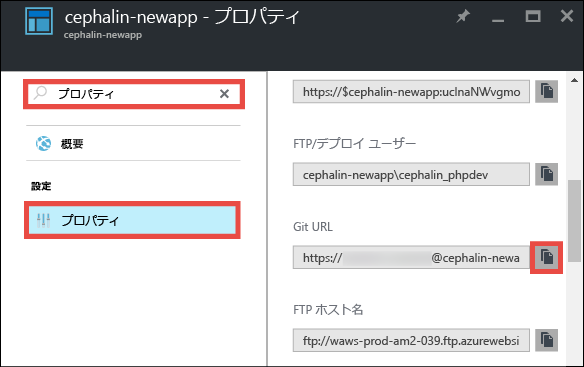 cephalin-newapp - プロパティ
cephalin-newapp
プロパティ
概要
設定
プロパティ
https://$cephalin-newapp:uclnaNWvgmo
FTP/デプロイ ユーザー
cephalin-newapp\cephalin_phpdev
Git URL
https:// @cephalin-newa
FTP ホスト名
ftp://waws-prod-am2-039.ftp.azurewebsi